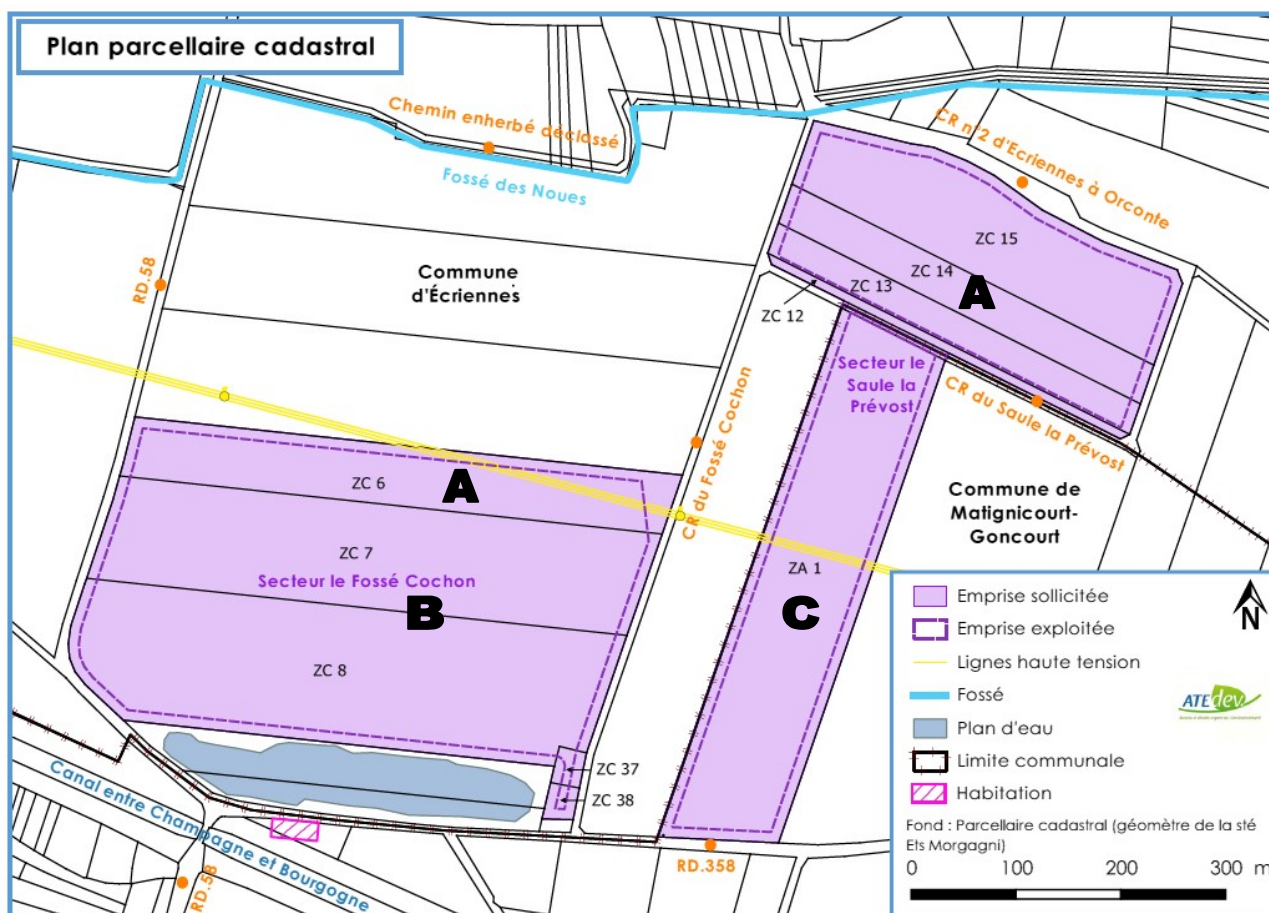 Plan parcellaire cadastral
Chemin enherbé déclassé
Fossé des Noues
CR n°2 d'Ecriennes à Orconte
RD.58
Commune
d'Écriennes
ZC 15
ZC 14
A
ZC 13
ZC 12
Secteur le
Saule la
Prévost
CR du Saule la Prévost
CR du Fossé Cochon
ZC 6
A
Commune de
Matignicourt-
Goncourt
ZC 7
Secteur le Fossé Cochon
B
ZA 1
C
ZC 8
ZC 37
ZC 38
Canal entre Champagne et Bourgogne
RD.58
RD.358
Emprise sollicitée
Emprise exploitée
Lignes haute tension
Fossé
Plan d'eau
Limite communale
Habitation
N
ATEdev
Fond : Parcellaire cadastral (géomètre de la sté
Ets Morgagni)
0 100 200 300 m